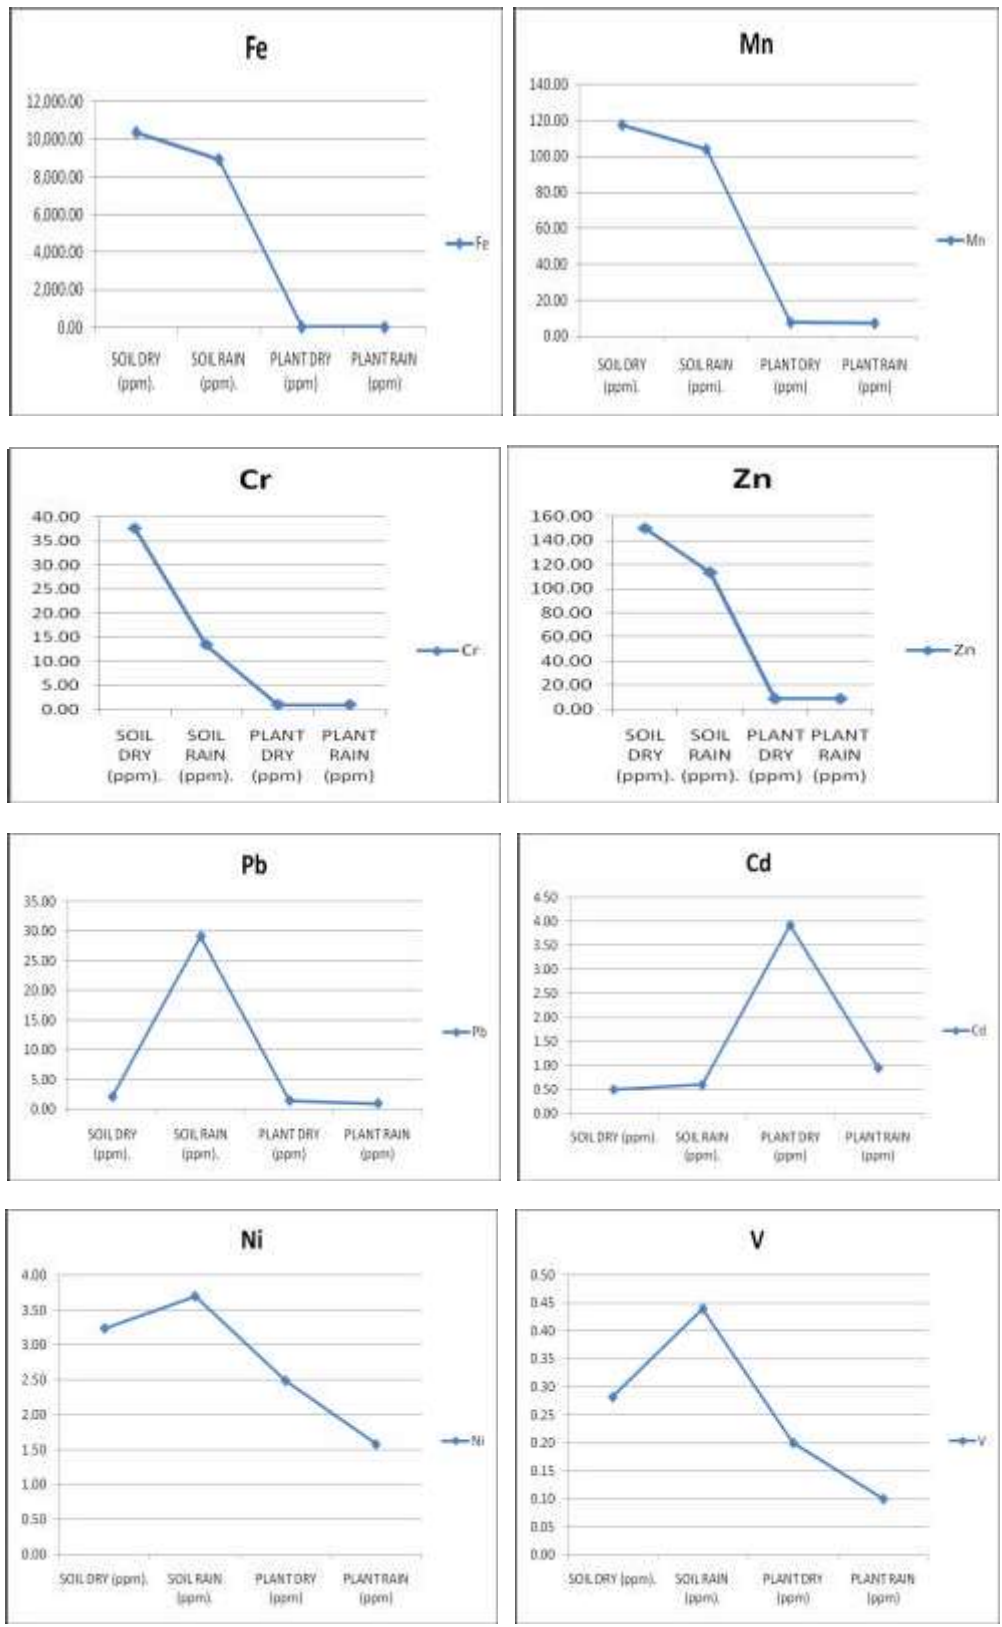 Fe
12,000.00
10,000.00
8,000.00
6,000.00
4,000.00
2,000.00
0.00
SOIL DRY (ppm).
SOIL RAIN (ppm).
PLANT DRY (ppm)
PLANT RAIN (ppm)
Fe
Mn
140.00
120.00
100.00
80.00
60.00
40.00
20.00
0.00
SOIL DRY (ppm).
SOIL RAIN (ppm).
PLANT DRY (ppm)
PLANT RAIN (ppm)
Mn
Cr
40.00
35.00
30.00
25.00
20.00
15.00
10.00
5.00
0.00
SOIL DRY (ppm).
SOIL RAIN (ppm).
PLANT DRY (ppm)
PLANT RAIN (ppm)
Cr
Zn
160.00
140.00
120.00
100.00
80.00
60.00
40.00
20.00
0.00
SOIL DRY (ppm).
SOIL RAIN (ppm).
PLANT DRY (ppm)
PLANT RAIN (ppm)
Zn
Pb
35.00
30.00
25.00
20.00
15.00
10.00
5.00
0.00
SOIL DRY (ppm).
SOIL RAIN (ppm).
PLANT DRY (ppm)
PLANT RAIN (ppm)
Pb
Cd
4.50
4.00
3.50
3.00
2.50
2.00
1.50
1.00
0.50
0.00
SOIL DRY (ppm).
SOIL RAIN (ppm).
PLANT DRY (ppm)
PLANT RAIN (ppm)
Cd
Ni
4.00
3.50
3.00
2.50
2.00
1.50
1.00
0.50
0.00
SOIL DRY (ppm).
SOIL RAIN (ppm).
PLANT DRY (ppm)
PLANT RAIN (ppm)
Ni
V
0.50
0.45
0.40
0.35
0.30
0.25
0.20
0.15
0.10
0.05
0.00
SOIL DRY (ppm).
SOIL RAIN (ppm).
PLANT DRY (ppm)
PLANT RAIN (ppm)
V